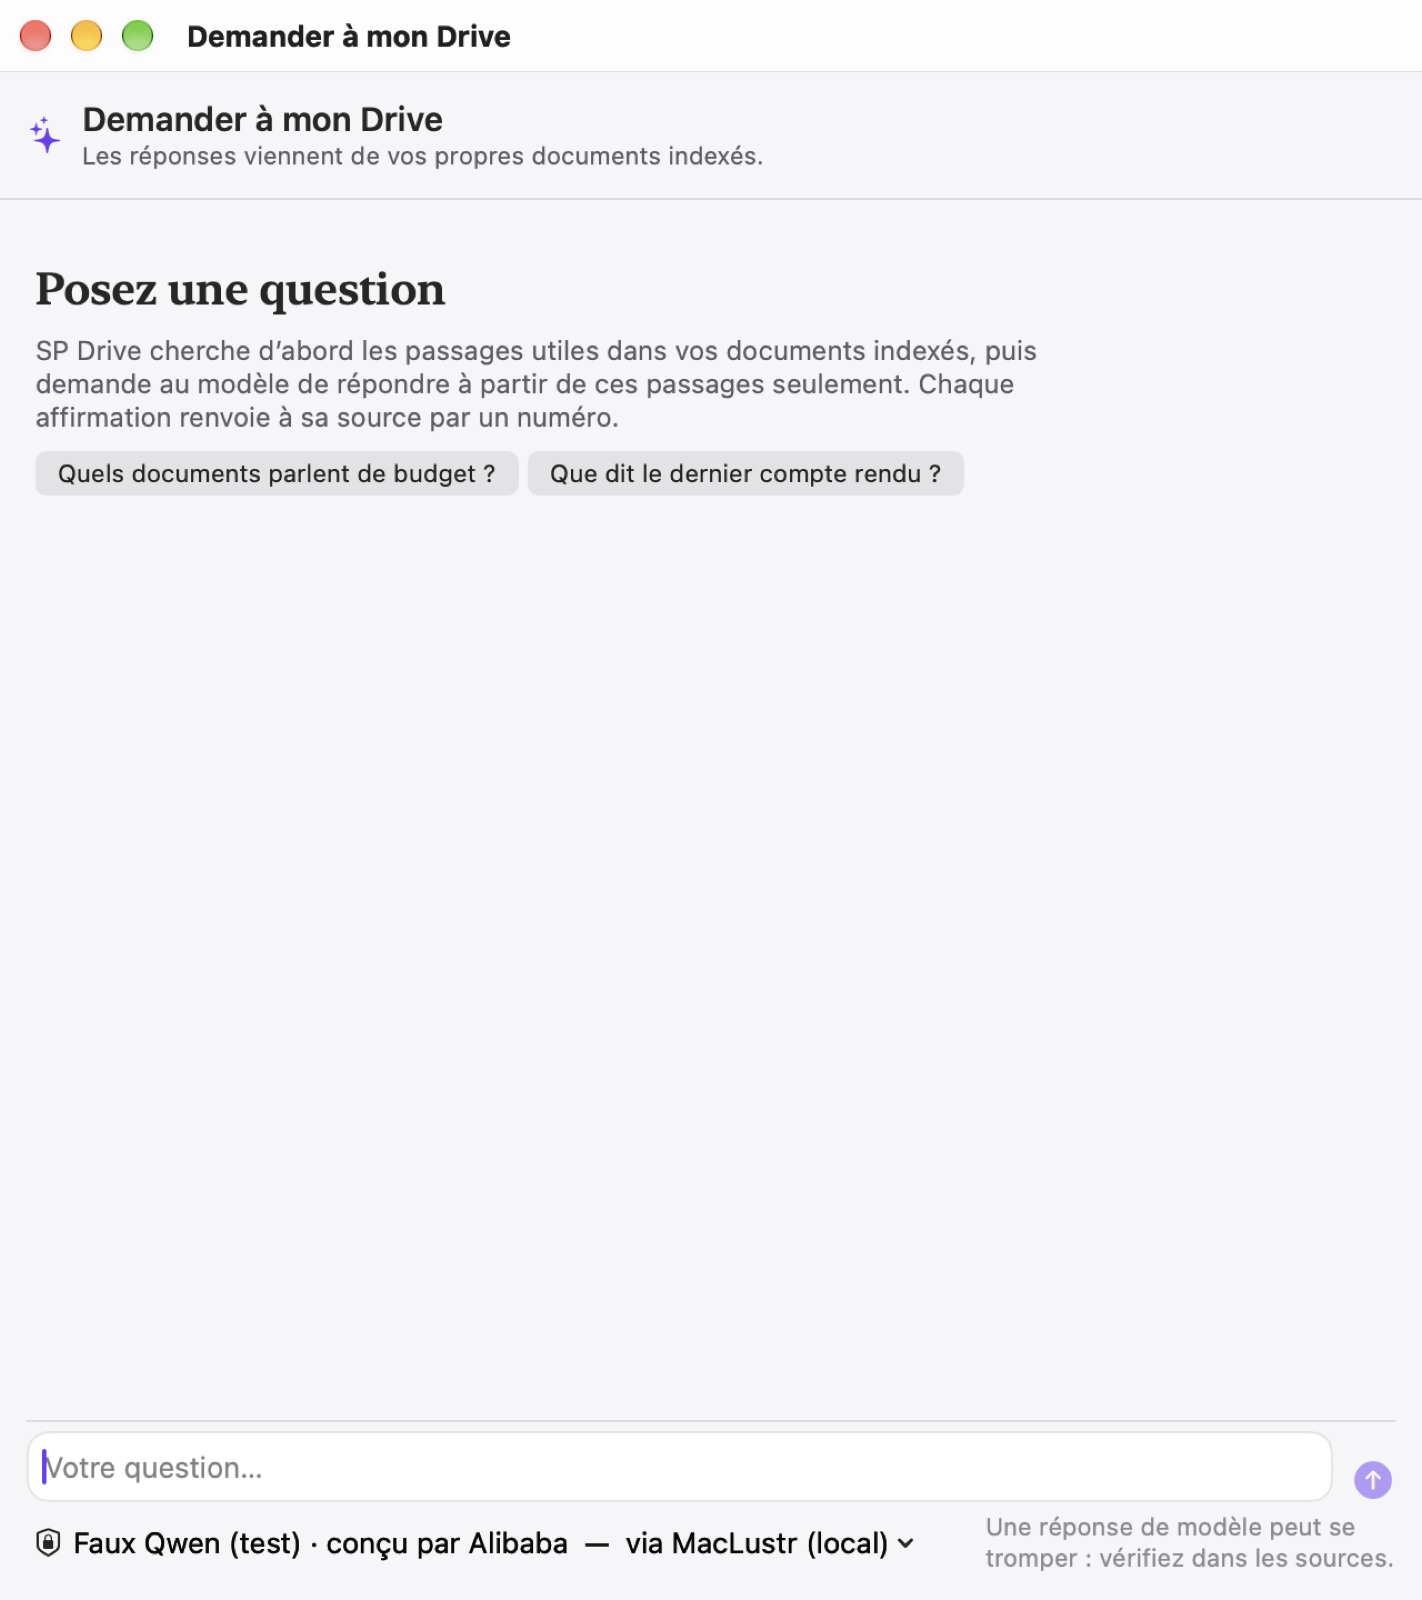 Demander à mon Drive
Demander à mon Drive
Les réponses viennent de vos propres documents indexés.
Posez une question
SP Drive cherche d’abord les passages utiles dans vos documents indexés, puis
demande au modèle de répondre à partir de ces passages seulement. Chaque
affirmation renvoie à sa source par un numéro.
Quels documents parlent de budget ?
Que dit le dernier compte rendu ?
Votre question...
Faux Qwen (test) · conçu par Alibaba — via MacLustr (local)
Une réponse de modèle peut se
tromper : vérifiez dans les sources.